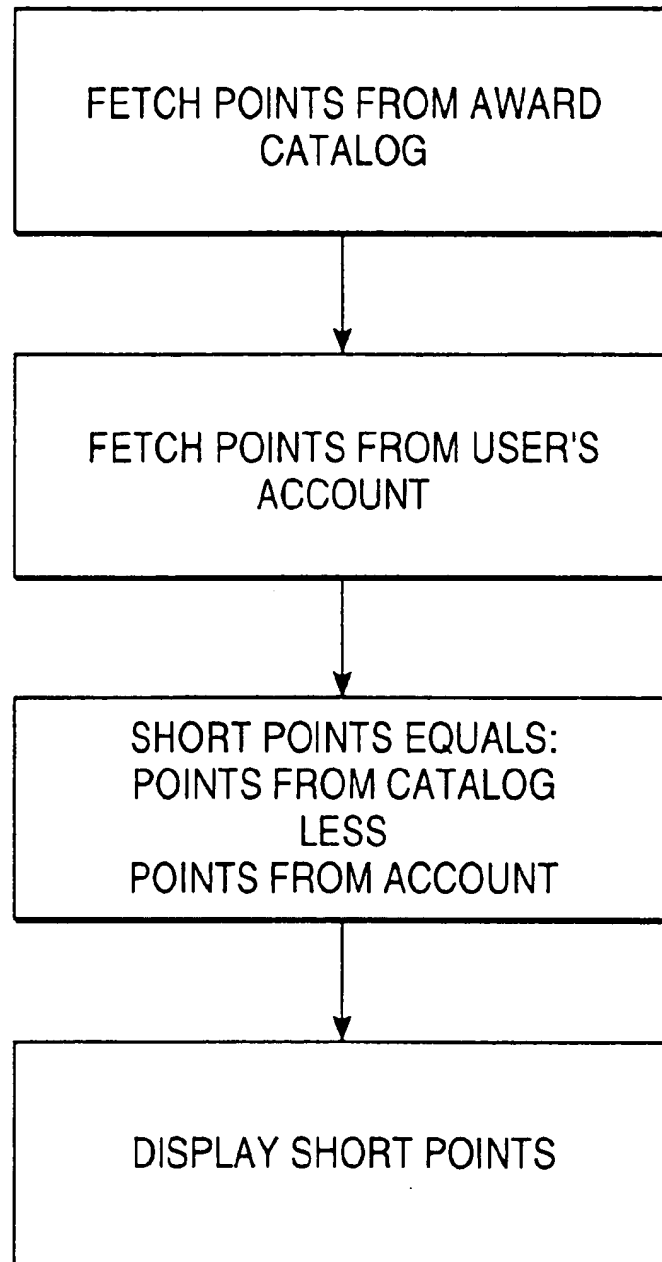 FETCH POINTS FROM AWARD
CATALOG
FETCH POINTS FROM USER'S
ACCOUNT
SHORT POINTS EQUALS:
POINTS FROM CATALOG
LESS
POINTS FROM ACCOUNT
DISPLAY SHORT POINTS